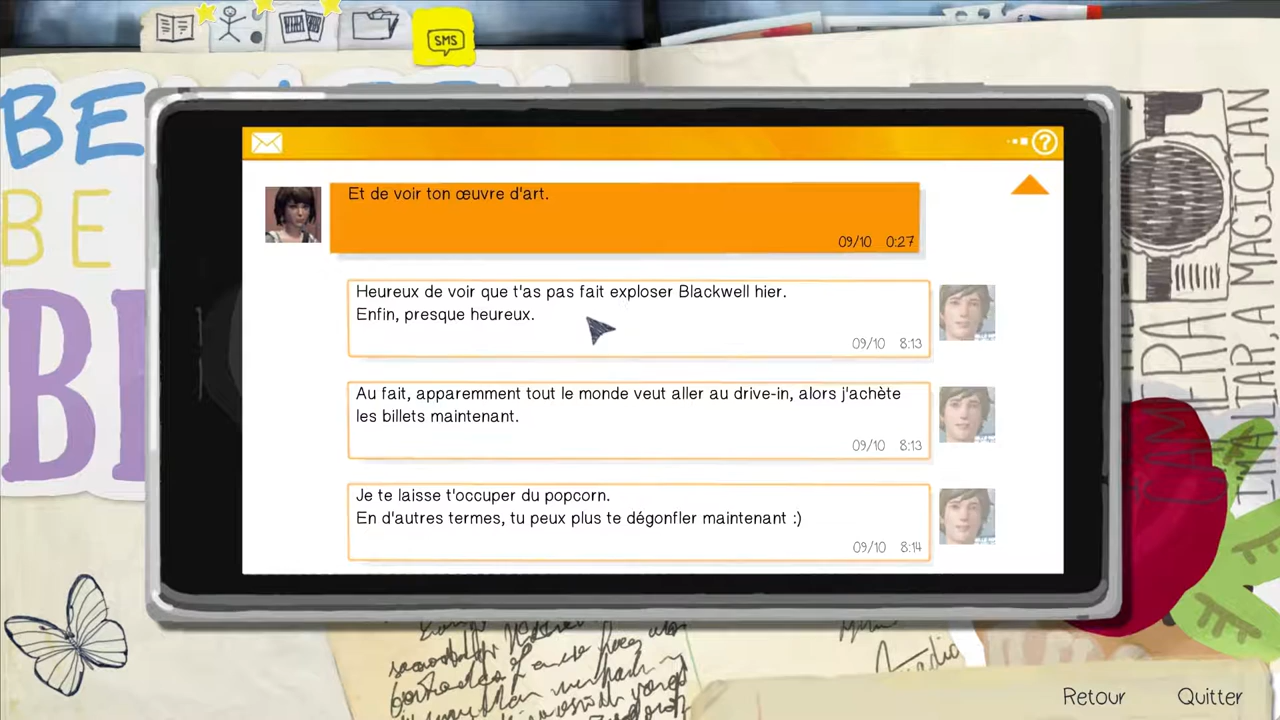 SMS
BE
BE
Et de voir ton œuvre d'art.
09/10 0:27
Heureux de voir que t'as pas fait exploser Blackwell hier.
Enfin, presque heureux.
09/10 8:13
Au fait, apparemment tout le monde veut aller au drive-in, alors j'achète
les billets maintenant.
09/10 8:13
Je te laisse t'occuper du popcorn.
En d'autres termes, tu peux plus te dégonfler maintenant :)
09/10 8:14
Retour
Quitter